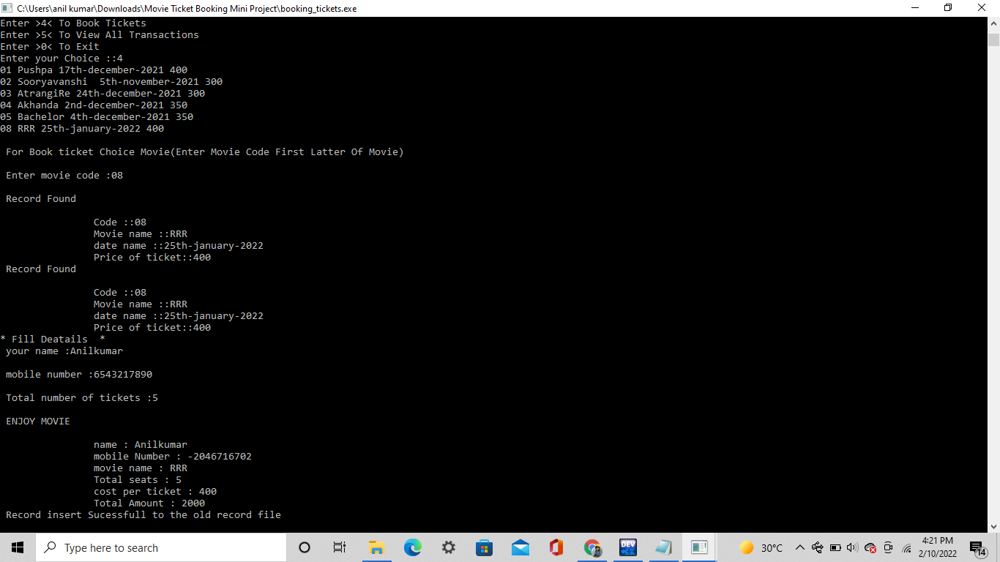 C:\Users\anil kumar\Downloads\Movie Ticket Booking Mini Project\booking_tickets.exe
Enter >4< To Book Tickets
Enter >5< To View All Transactions
Enter >0< To Exit
Enter your Choice ::4
01 Pushpa 17th-december-2021 400
02 Sooryavanshi  5th-november-2021 300
03 AtrangiRe 24th-december-2021 300
04 Akhanda 2nd-december-2021 350
05 Bachelor 4th-december-2021 350
08 RRR 25th-january-2022 400
For Book ticket Choice Movie(Enter Movie Code First Latter Of Movie)
Enter movie code :08
Record Found
Code ::08
Movie name ::RRR
date name ::25th-january-2022
Price of ticket::400
Record Found
Code ::08
Movie name ::RRR
date name ::25th-january-2022
Price of ticket::400
* Fill Deatails  *
your name :Anilkumar
mobile number :6543217890
Total number of tickets :5
ENJOY MOVIE
name : Anilkumar
mobile Number : -2046716702
movie name : RRR
Total seats : 5
cost per ticket : 400
Total Amount : 2000
Record insert Sucessfull to the old record file
Type here to search
DEV
30°C
4:21 PM
2/10/2022
14